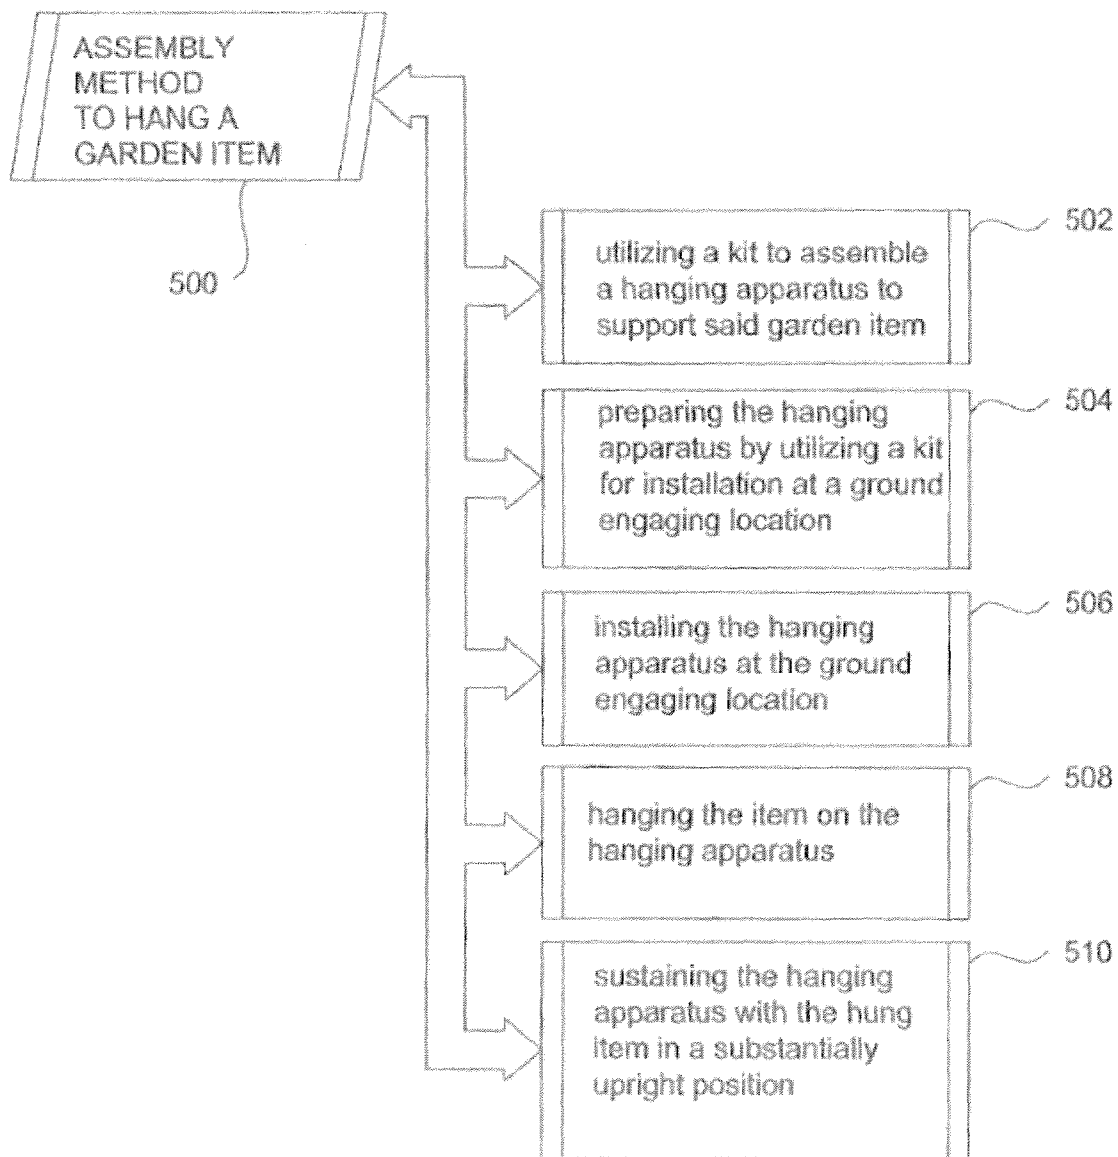 ASSEMBLY
METHOD
TO HANG A
GARDEN ITEM
500
502
utilizing a kit to assemble
a hanging apparatus to
support said garden item
504
preparing the hanging
apparatus by utilizing a kit
for installation at a ground
engaging location
506
installing the hanging
apparatus at the ground
engaging location
508
hanging the item on the
hanging apparatus
510
sustaining the hanging
apparatus with the hung
item in a substantially
upright position